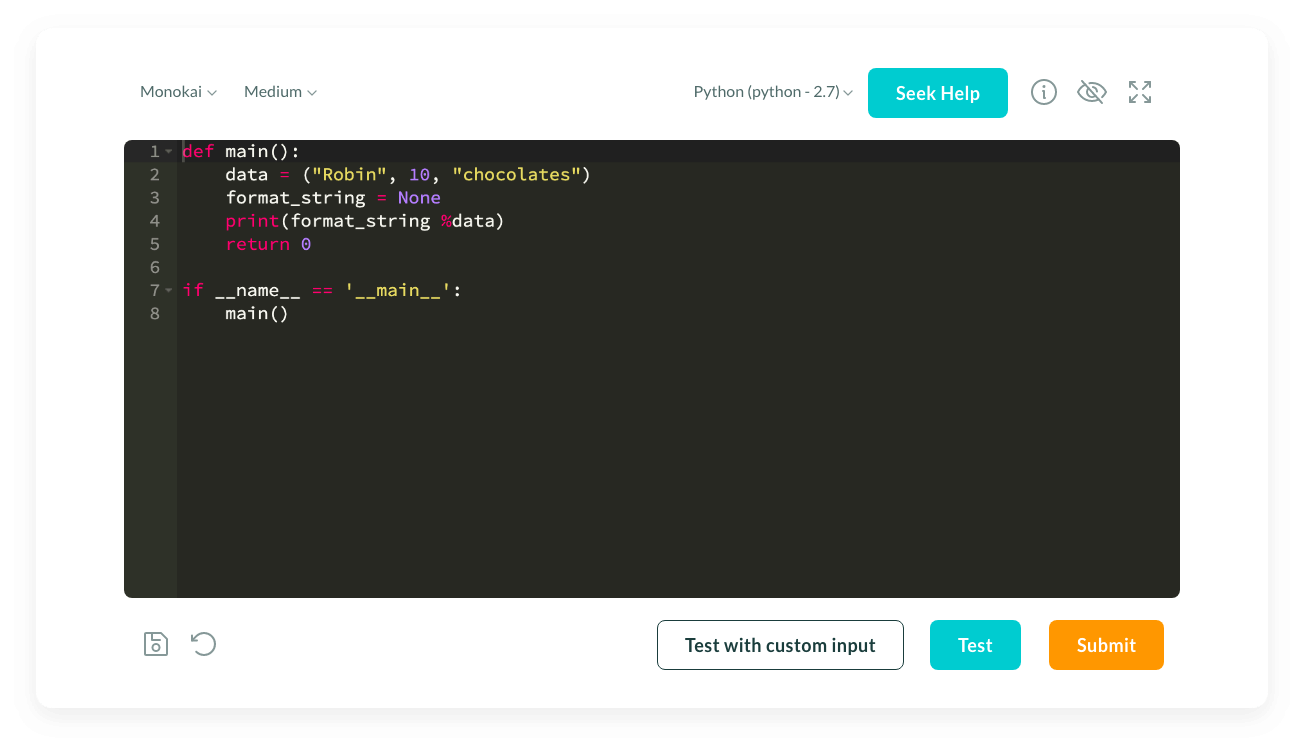 Monokai Medium Python (python - 2.7) Seek Help
1 def main():
2     data = ("Robin", 10, "chocolates")
3     format_string = None
4     print(format_string %data)
5     return 0
6
7 if __name__ == '__main__':
8     main()
Test with custom input Test Submit